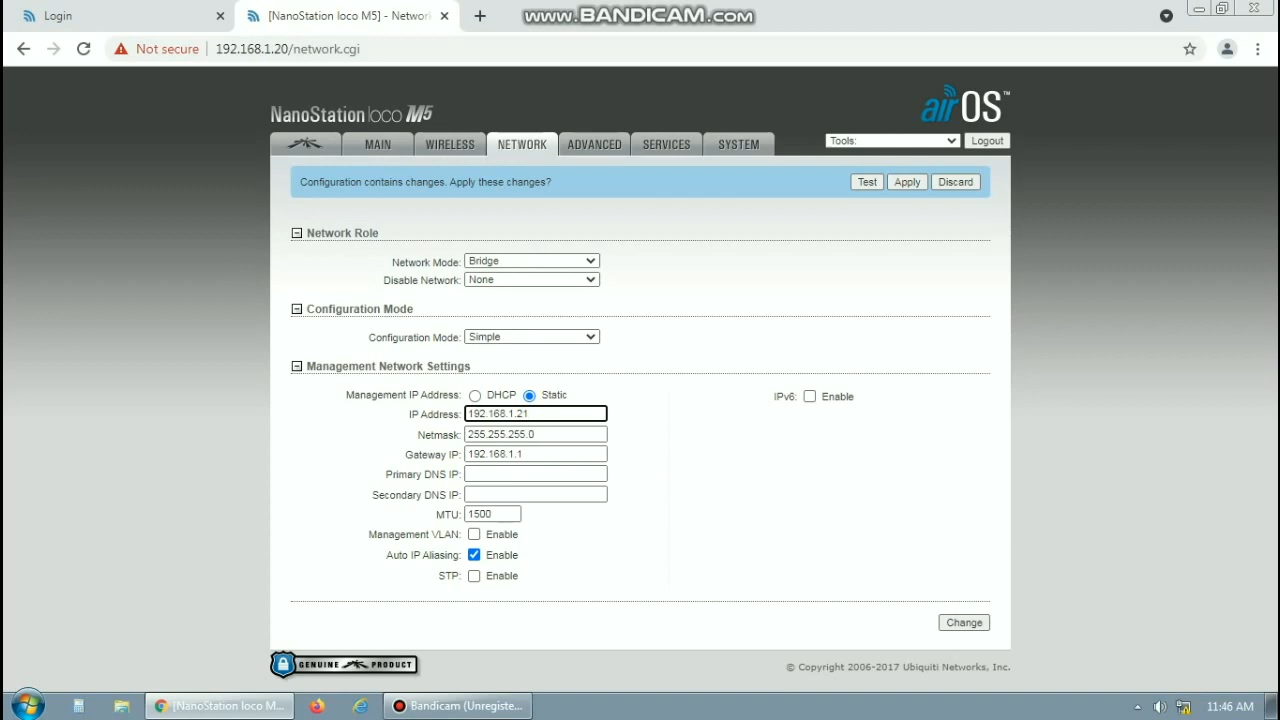 Login
[NanoStation loco M5] - Networ
www.BANDICAM.com
Not secure
192.168.1.20/network.cgi
NanoStation loco M5
airOS™
MAIN
WIRELESS
NETWORK
ADVANCED
SERVICES
SYSTEM
Tools:
Logout
Configuration contains changes. Apply these changes?
Test
Apply
Discard
Network Role
Network Mode: Bridge
Disable Network: None
Configuration Mode
Configuration Mode: Simple
Management Network Settings
Management IP Address: DHCP Static
IPv6: Enable
IP Address: 192.168.1.21
Netmask: 255.255.255.0
Gateway IP: 192.168.1.1
Primary DNS IP:
Secondary DNS IP:
MTU: 1500
Management VLAN: Enable
Auto IP Aliasing: Enable
STP: Enable
Change
GENUINE PRODUCT
© Copyright 2006-2017 Ubiquiti Networks, Inc.
[NanoStation loco M...
Bandicam (Unregiste...
11:46 AM